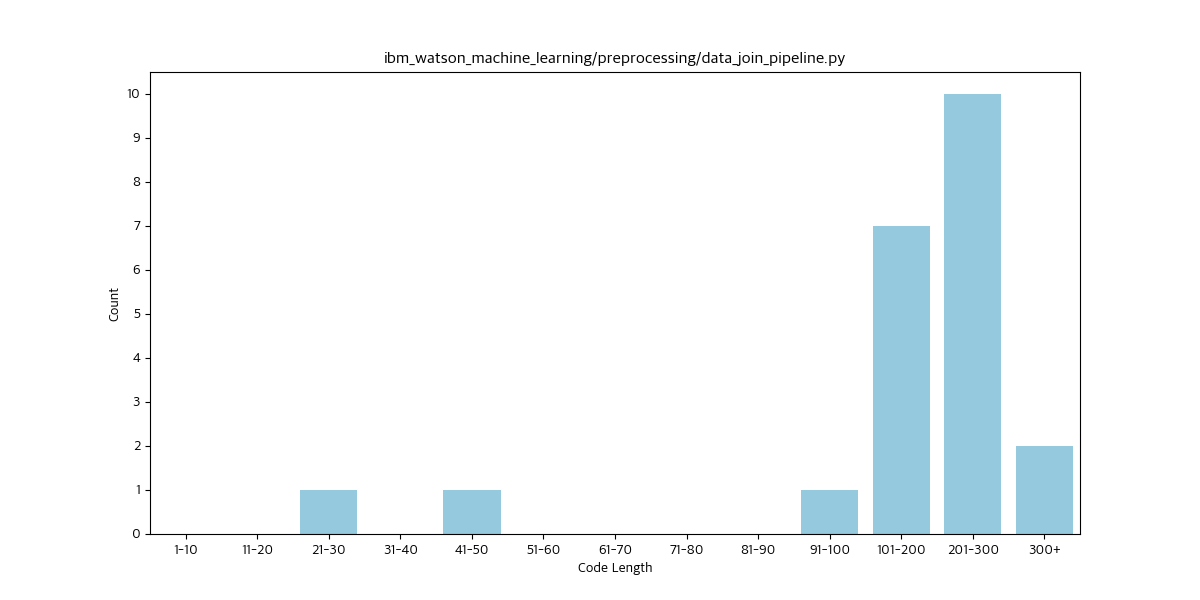 ibm_watson_machine_learning/preprocessing/data_join_pipeline.py
10
9
8
7
6
5
4
3
2
1
0
Count
1-10 11-20 21-30 31-40 41-50 51-60 61-70 71-80 81-90 91-100 101-200 201-300 300+
Code Length